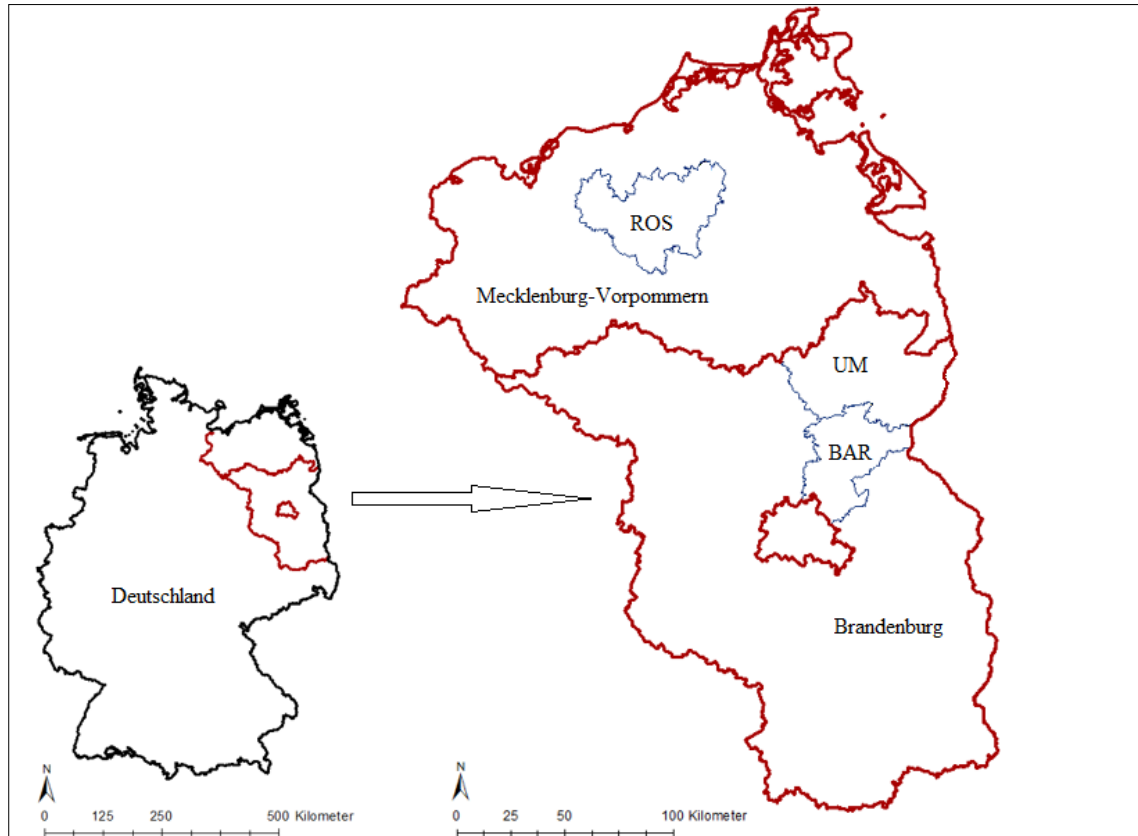 ROS
Mecklenburg-Vorpommern
UM
BAR
Deutschland
Brandenburg
N
0 125 250 500 Kilometer
N
0 25 50 100 Kilometer